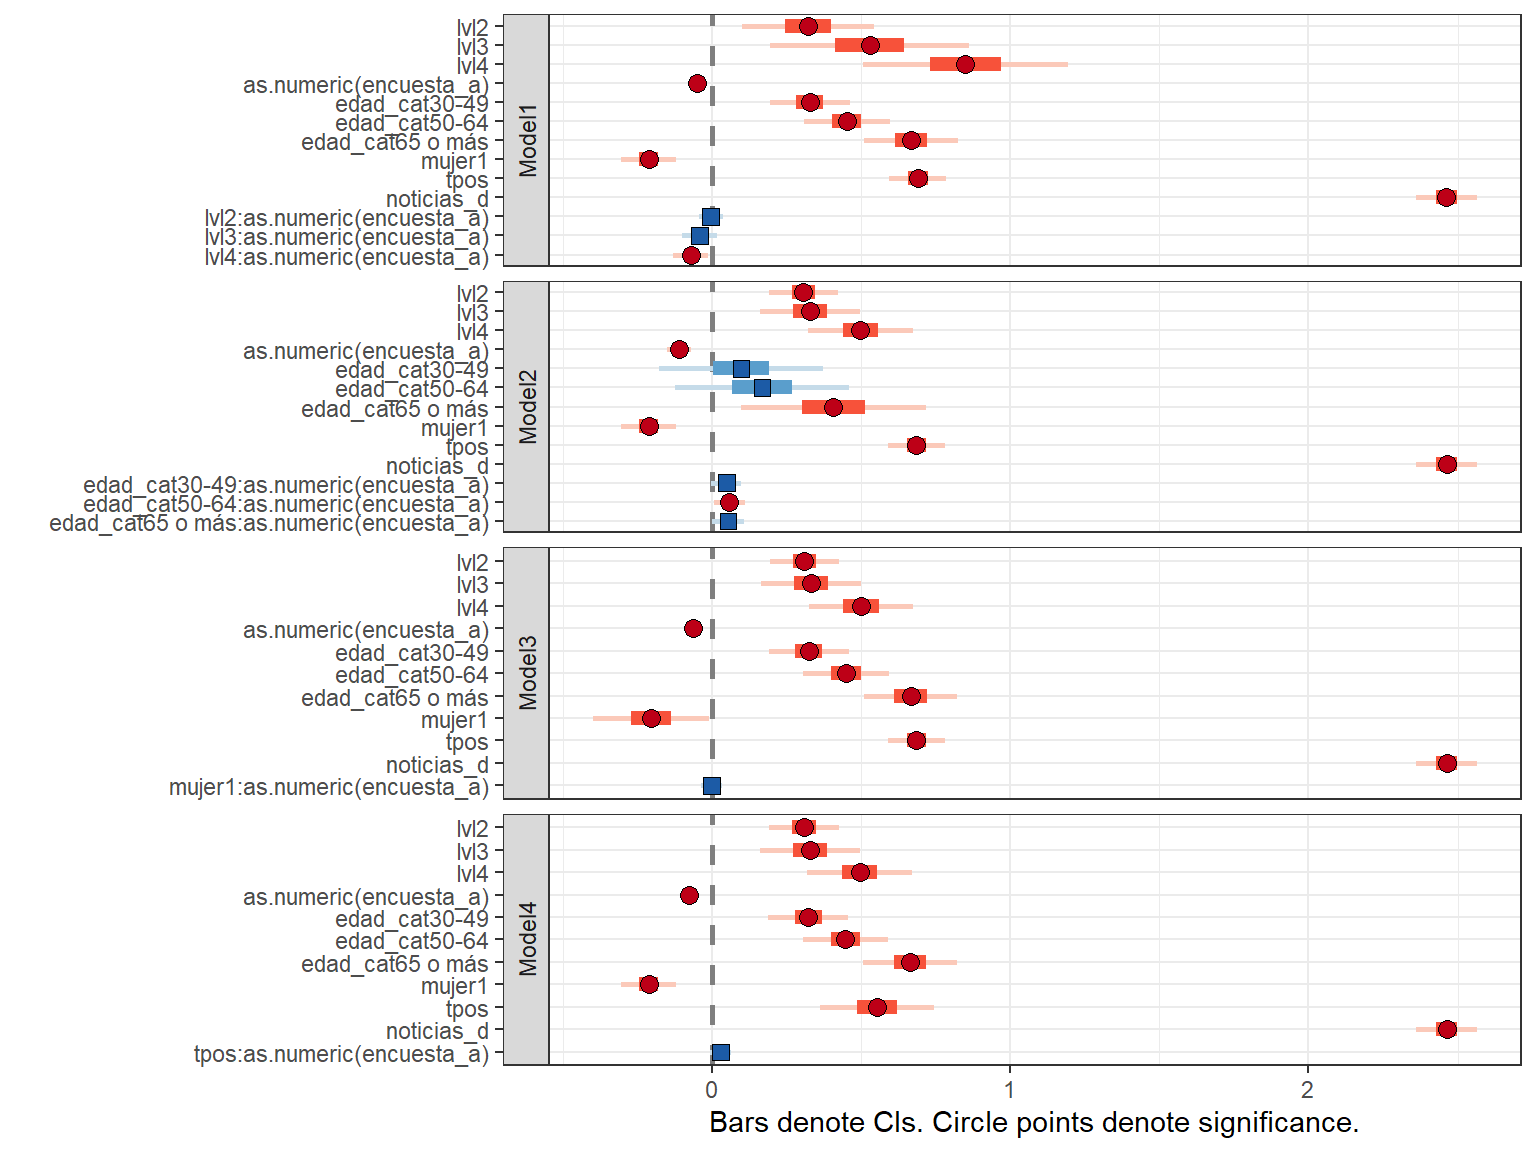 lvl2
lvl3
lvl4
as.numeric(encuesta_a)
edad_cat30-49
edad_cat50-64
edad_cat65 o más
mujer1
tpos
noticias_d
lvl2:as.numeric(encuesta_a)
lvl3:as.numeric(encuesta_a)
lvl4:as.numeric(encuesta_a)
Model1
lvl2
lvl3
lvl4
as.numeric(encuesta_a)
edad_cat30-49
edad_cat50-64
edad_cat65 o más
mujer1
tpos
noticias_d
edad_cat30-49:as.numeric(encuesta_a)
edad_cat50-64:as.numeric(encuesta_a)
edad_cat65 o más:as.numeric(encuesta_a)
Model2
lvl2
lvl3
lvl4
as.numeric(encuesta_a)
edad_cat30-49
edad_cat50-64
edad_cat65 o más
mujer1
tpos
noticias_d
mujer1:as.numeric(encuesta_a)
Model3
lvl2
lvl3
lvl4
as.numeric(encuesta_a)
edad_cat30-49
edad_cat50-64
edad_cat65 o más
mujer1
tpos
noticias_d
tpos:as.numeric(encuesta_a)
Model4
0 1 2
Bars denote CIs. Circle points denote significance.